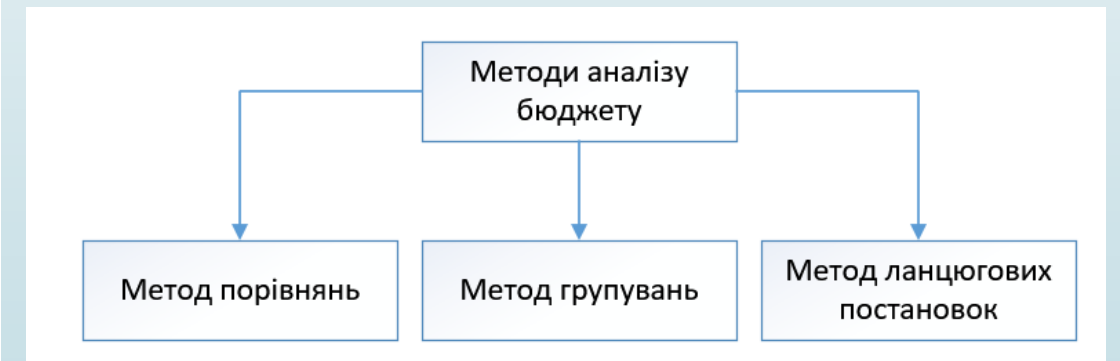 Методи аналізу
бюджету
Метод порівнянь
Метод групувань
Метод ланцюгових
постановок